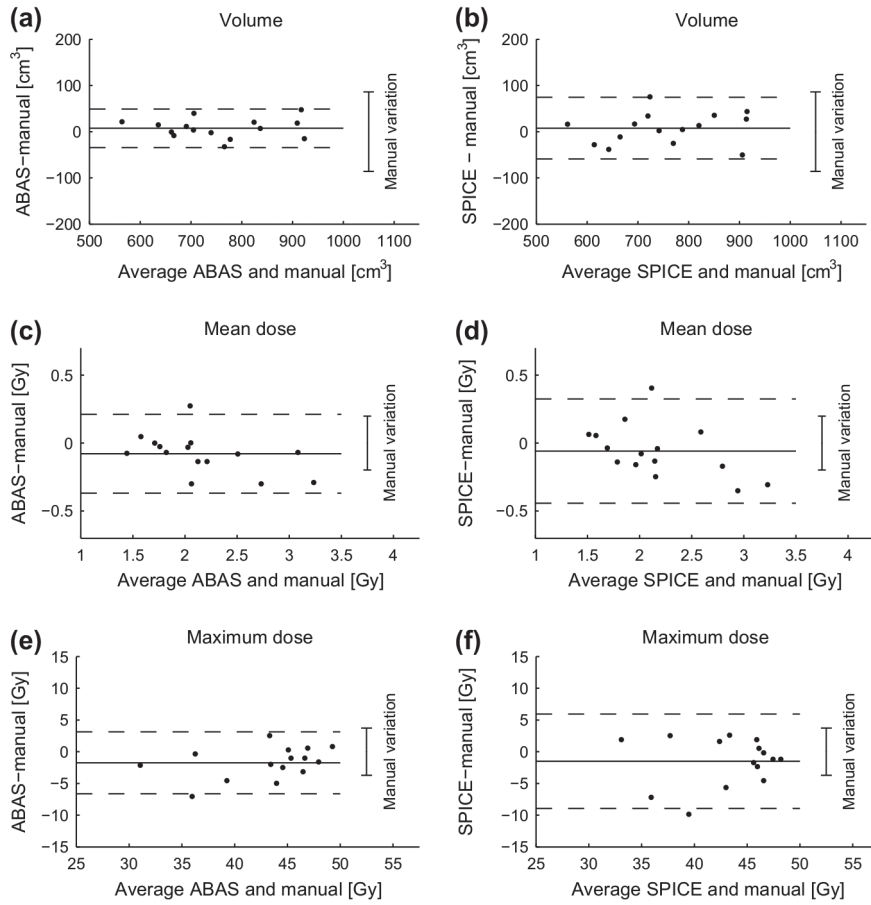 (a)
Volume
ABAS−manual [cm³]
200
100
0
−100
−200
500 600 700 800 900 1000 1100
Average ABAS and manual [cm³]
Manual variation
(b)
Volume
SPICE − manual [cm³]
200
100
0
−100
−200
500 600 700 800 900 1000 1100
Average SPICE and manual [cm³]
Manual variation
(c)
Mean dose
ABAS−manual [Gy]
0.5
0
−0.5
1 1.5 2 2.5 3 3.5 4
Average ABAS and manual [Gy]
Manual variation
(d)
Mean dose
SPICE−manual [Gy]
0.5
0
−0.5
1 1.5 2 2.5 3 3.5 4
Average SPICE and manual [Gy]
Manual variation
(e)
Maximum dose
ABAS−manual [Gy]
15
10
5
0
−5
−10
−15
25 30 35 40 45 50 55
Average ABAS and manual [Gy]
Manual variation
(f)
Maximum dose
SPICE−manual [Gy]
15
10
5
0
−5
−10
−15
25 30 35 40 45 50 55
Average SPICE and manual [Gy]
Manual variation